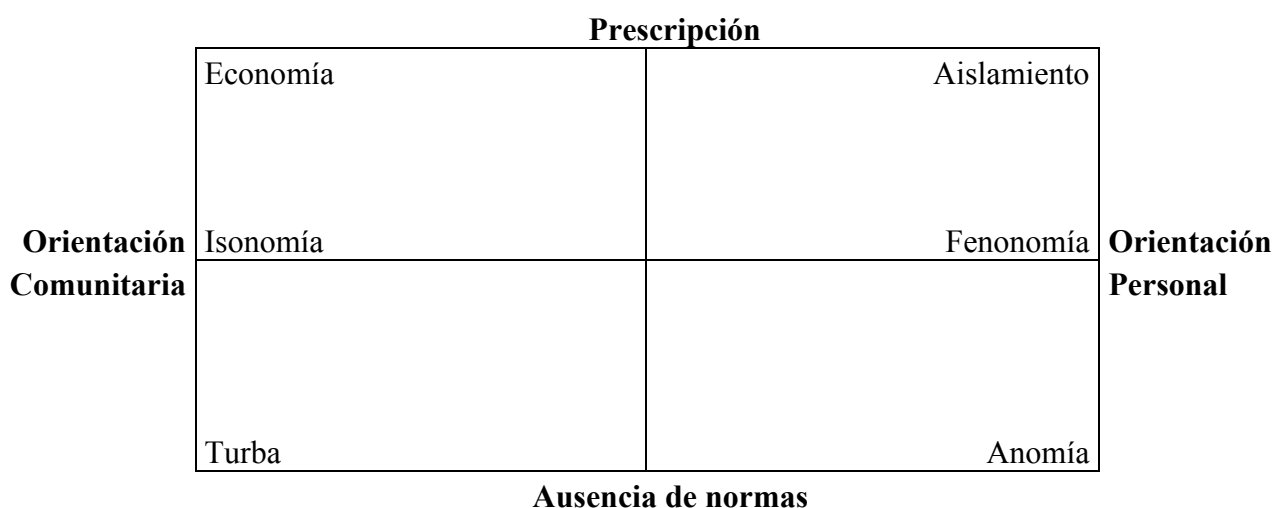 Prescripción
Economía Aislamiento
Orientación Isonomía Fenonomía Orientación
Comunitaria Personal
Turba Anomía
Ausencia de normas